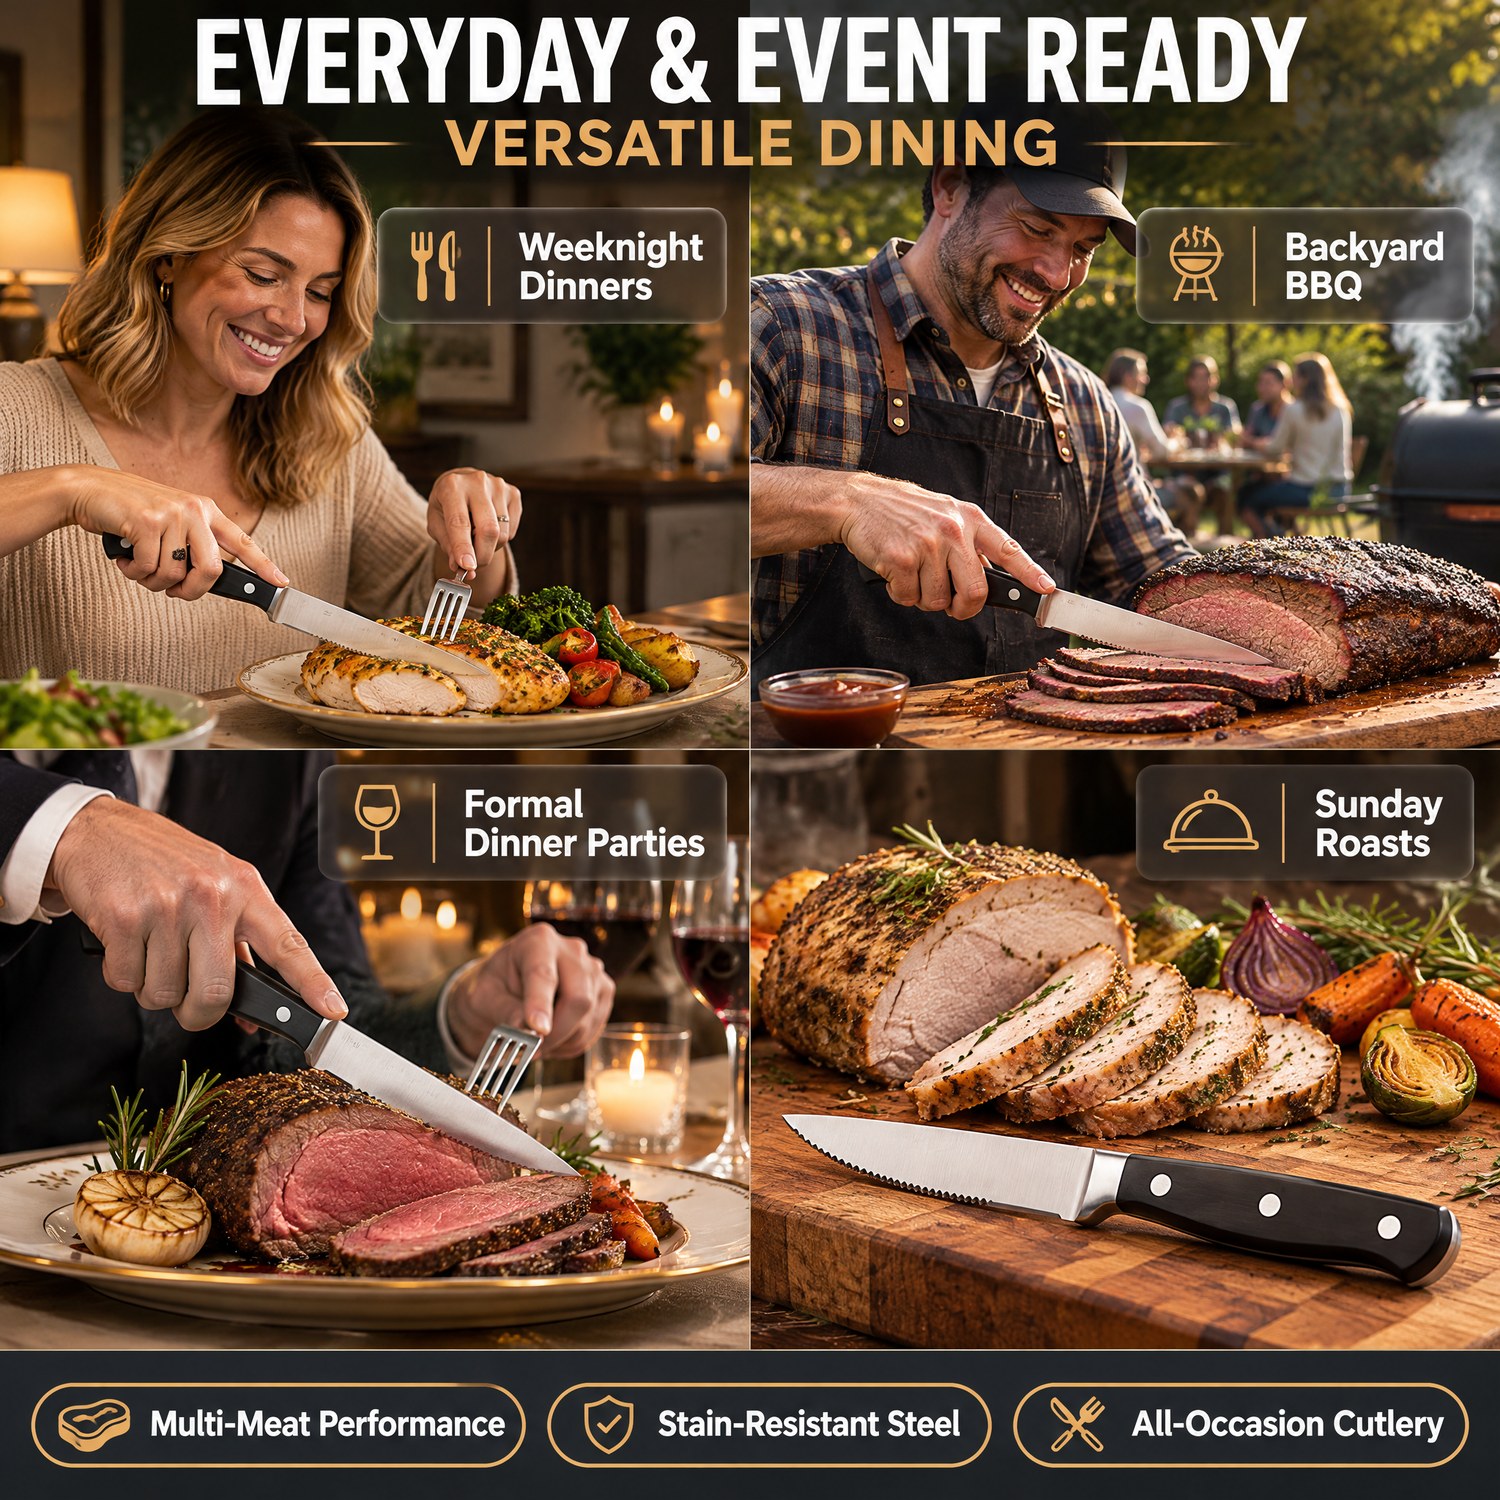 EVERYDAY & EVENT READY
VERSATILE DINING
Weeknight
Dinners
Backyard
BBQ
Formal
Dinner Parties
Sunday
Roasts
Multi-Meat Performance
Stain-Resistant Steel
All-Occasion Cutlery